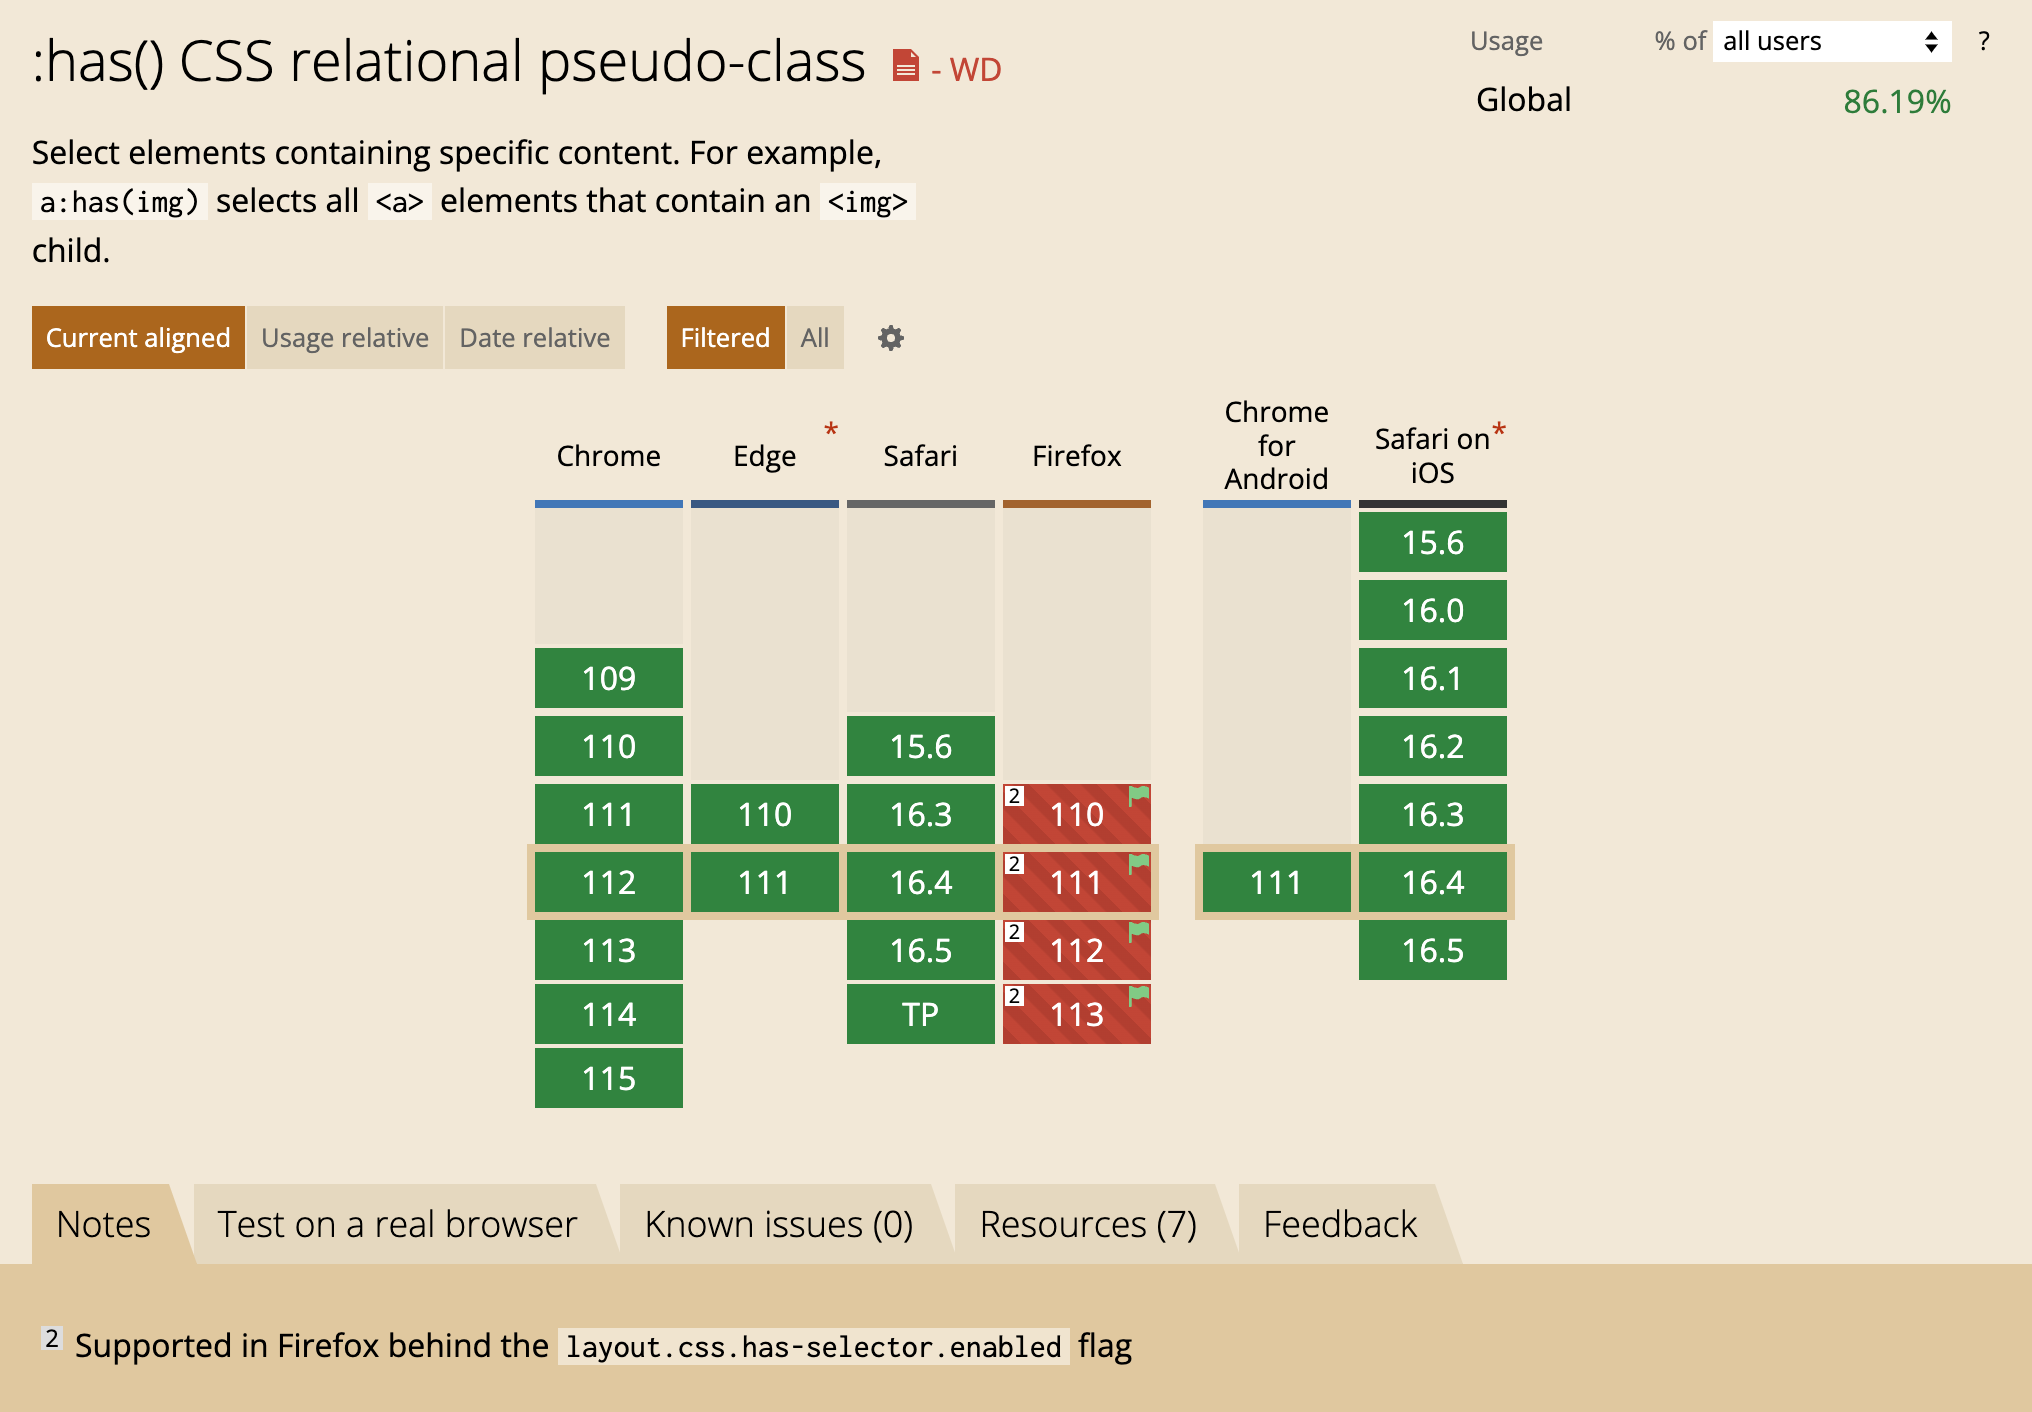 :has() CSS relational pseudo-class - WD
Usage % of all users ?
Global 86.19%
Select elements containing specific content. For example,
a:has(img) selects all <a> elements that contain an <img>
child.
Current aligned Usage relative Date relative Filtered All
Chrome Edge * Safari Firefox Chrome for Android Safari on iOS *
15.6
16.0
109 16.1
110 15.6 16.2
111 110 16.3 2 110 16.3
112 111 16.4 2 111 111 16.4
113 16.5 2 112 16.5
114 TP 2 113
115
Notes Test on a real browser Known issues (0) Resources (7) Feedback
2 Supported in Firefox behind the layout.css.has-selector.enabled flag